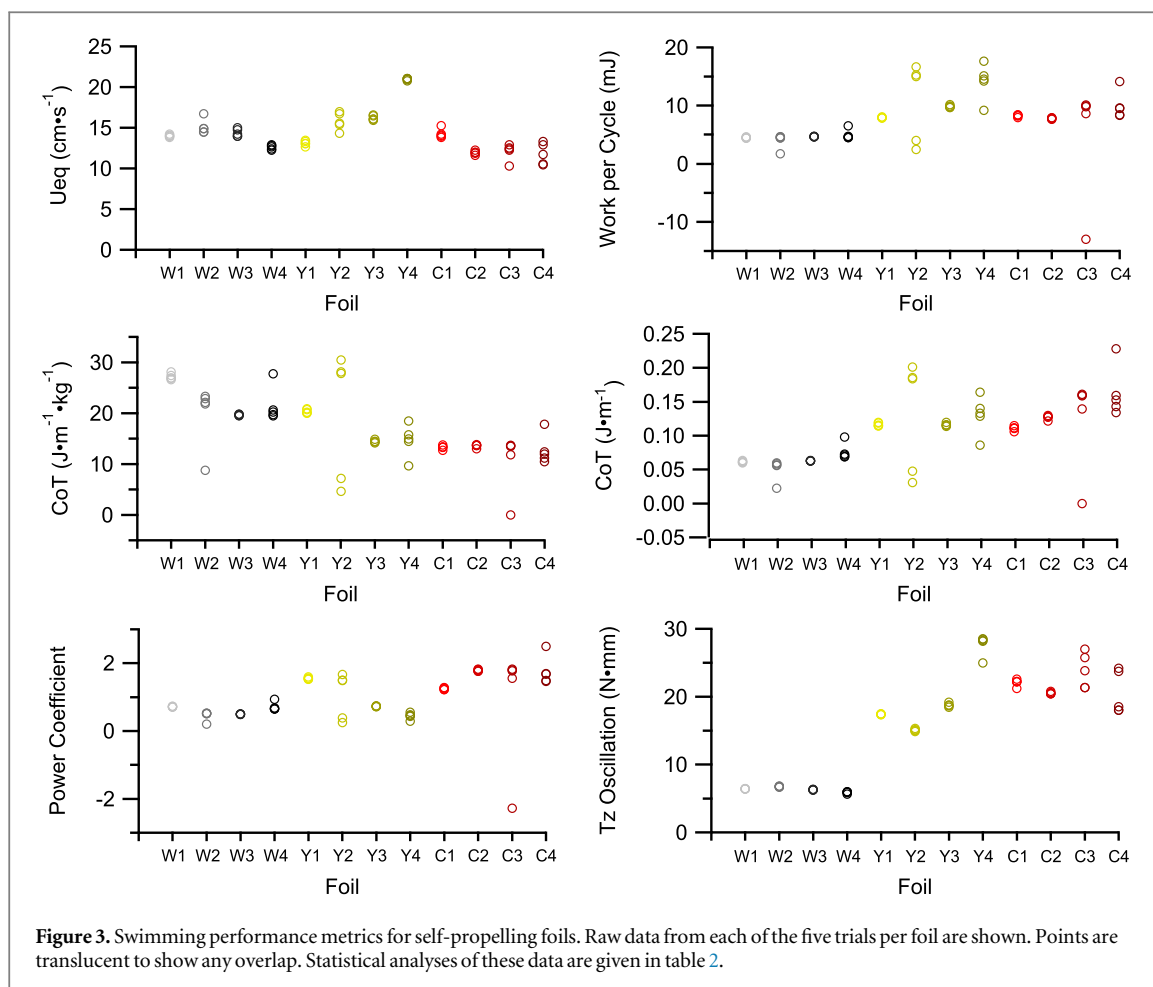 25
20
15
10
5
0
Ueq (cm•s⁻¹)
W1 W2 W3 W4 Y1 Y2 Y3 Y4 C1 C2 C3 C4
Foil
20
10
0
-10
Work per Cycle (mJ)
W1 W2 W3 W4 Y1 Y2 Y3 Y4 C1 C2 C3 C4
Foil
30
20
10
0
CoT (J•m⁻¹•kg⁻¹)
W1 W2 W3 W4 Y1 Y2 Y3 Y4 C1 C2 C3 C4
Foil
0.25
0.20
0.15
0.10
0.05
0.00
-0.05
CoT (J•m⁻¹)
W1 W2 W3 W4 Y1 Y2 Y3 Y4 C1 C2 C3 C4
Foil
2
0
-2
Power Coefficient
W1 W2 W3 W4 Y1 Y2 Y3 Y4 C1 C2 C3 C4
Foil
30
20
10
0
Tz Oscillation (N•mm)
W1 W2 W3 W4 Y1 Y2 Y3 Y4 C1 C2 C3 C4
Foil
Figure 3. Swimming performance metrics for self-propelling foils. Raw data from each of the five trials per foil are shown. Points are
translucent to show any overlap. Statistical analyses of these data are given in table 2.